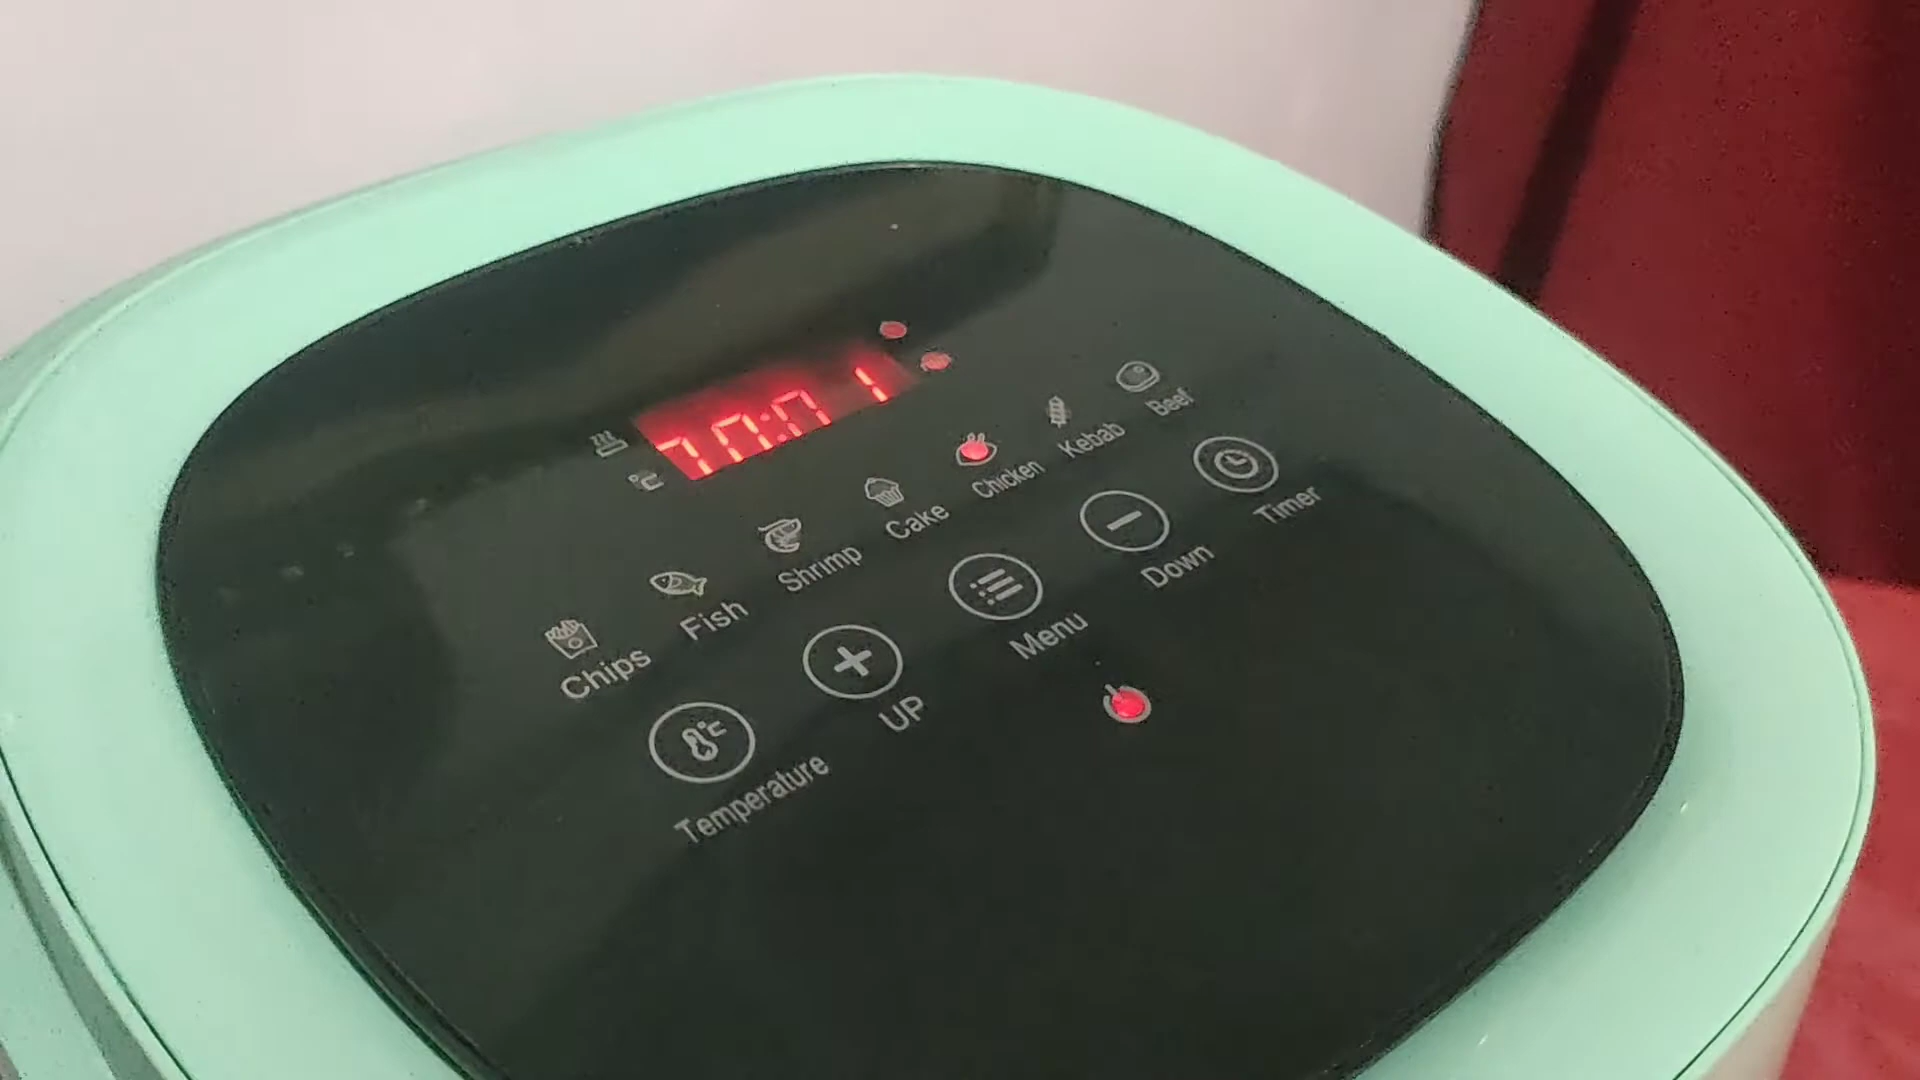 ℃
Chips
Fish
Shrimp
Cake
Chicken
Kebab
Beef
Temperature
UP
Menu
Down
Timer